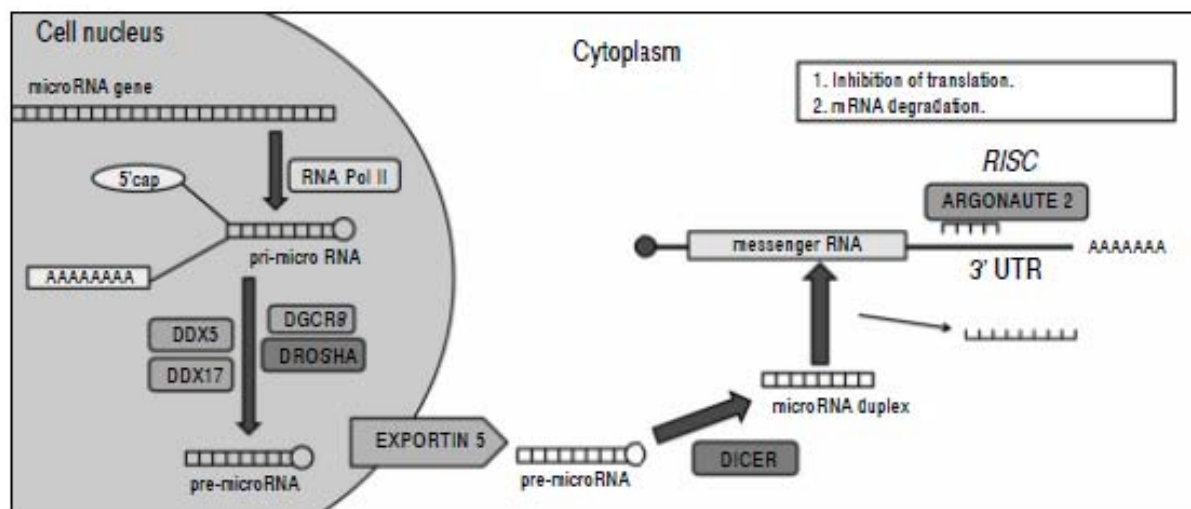 Cell nucleus
microRNA gene
RNA Pol II
5'cap
pri-micro RNA
AAAAAAAA
DDX5
DDX17
DGCR8
DROSHA
pre-microRNA
EXPORTIN 5
Cytoplasm
1. Inhibition of translation.
2. mRNA degradation.
RISC
ARGONAUTE 2
messenger RNA
AAAAAAA
3' UTR
microRNA duplex
DICER
pre-microRNA